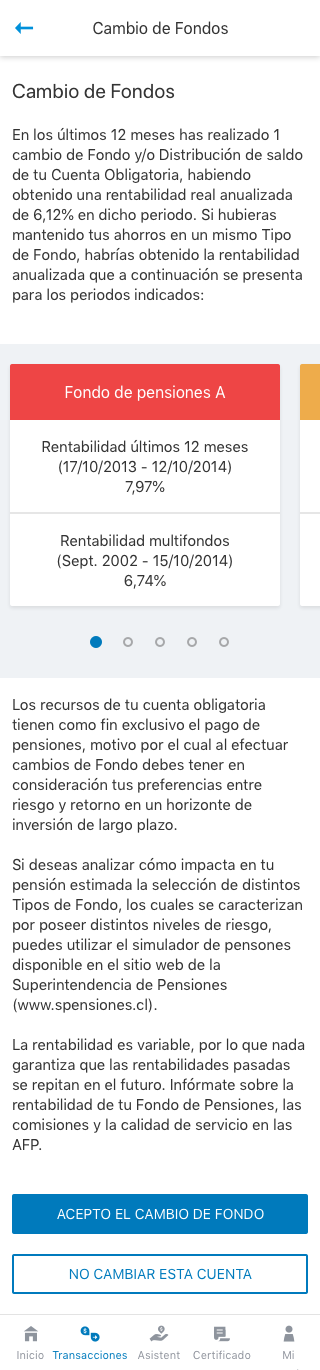 Cambio de Fondos
Cambio de Fondos
En los últimos 12 meses has realizado 1
cambio de Fondo y/o Distribución de saldo
de tu Cuenta Obligatoria, habiendo
obtenido una rentabilidad real anualizada
de 6,12% en dicho periodo. Si hubieras
mantenido tus ahorros en un mismo Tipo
de Fondo, habrías obtenido la rentabilidad
anualizada que a continuación se presenta
para los periodos indicados:
Fondo de pensiones A
Rentabilidad últimos 12 meses
(17/10/2013 - 12/10/2014)
7,97%
Rentabilidad multifondos
(Sept. 2002 - 15/10/2014)
6,74%
Los recursos de tu cuenta obligatoria
tienen como fin exclusivo el pago de
pensiones, motivo por el cual al efectuar
cambios de Fondo debes tener en
consideración tus preferencias entre
riesgo y retorno en un horizonte de
inversión de largo plazo.
Si deseas analizar cómo impacta en tu
pensión estimada la selección de distintos
Tipos de Fondo, los cuales se caracterizan
por poseer distintos niveles de riesgo,
puedes utilizar el simulador de pensones
disponible en el sitio web de la
Superintendencia de Pensiones
(www.spensiones.cl).
La rentabilidad es variable, por lo que nada
garantiza que las rentabilidades pasadas
se repitan en el futuro. Infórmate sobre la
rentabilidad de tu Fondo de Pensiones, las
comisiones y la calidad de servicio en las
AFP.
ACEPTO EL CAMBIO DE FONDO
NO CAMBIAR ESTA CUENTA
Inicio Transacciones Asistent Certificado Mi